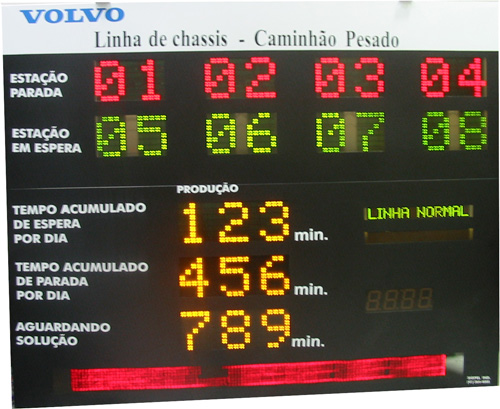 VOLVO
Linha de chassis - Caminhão Pesado
ESTAÇÃO PARADA 01 02 03 04
ESTAÇÃO EM ESPERA 05 06 07 08
PRODUÇÃO
TEMPO ACUMULADO DE ESPERA POR DIA 123 min.
LINHA NORMAL
TEMPO ACUMULADO DE PARADA POR DIA 456 min.
8888
AGUARDANDO SOLUÇÃO 789 min.